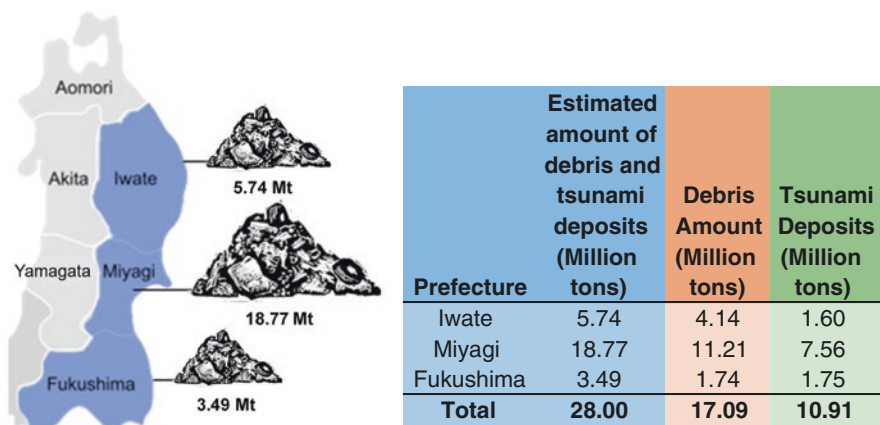 Aomori
Akita
Iwate
5.74 Mt
Yamagata
Miyagi
18.77 Mt
Fukushima
3.49 Mt
Estimated
amount of
debris and
tsunami
deposits
(Million
tons)
Debris
Amount
(Million
tons)
Tsunami
Deposits
(Million
tons)
Prefecture
Iwate 5.74 4.14 1.60
Miyagi 18.77 11.21 7.56
Fukushima 3.49 1.74 1.75
Total 28.00 17.09 10.91